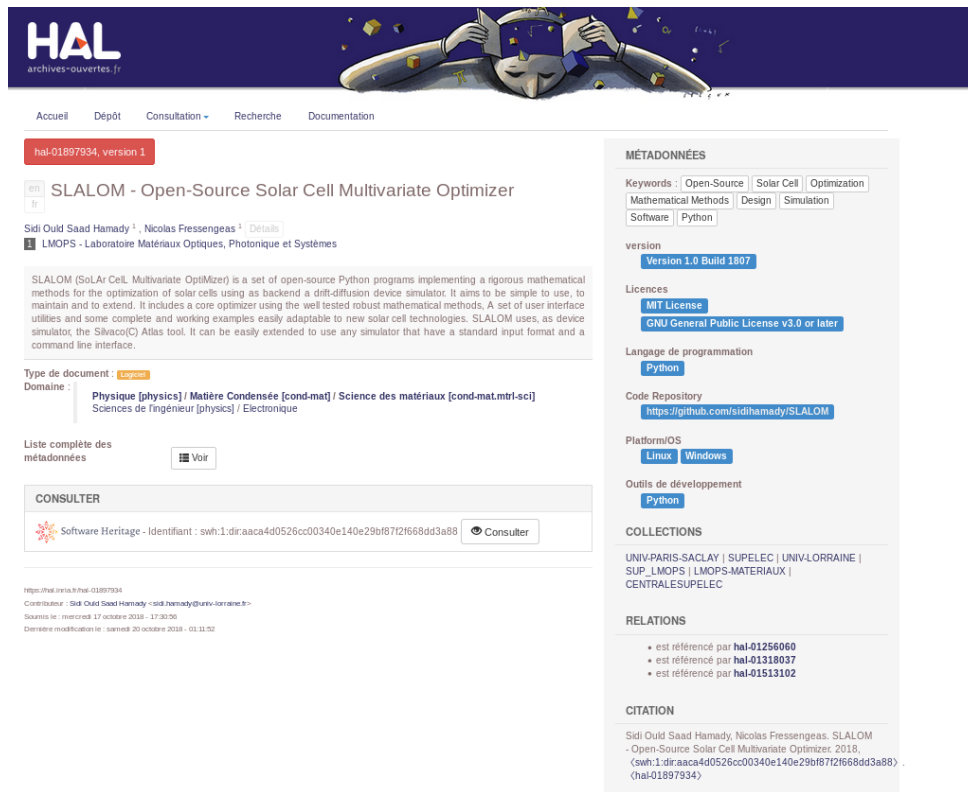 HAL
archives-ouvertes.fr
Accueil Dépôt Consultation Recherche Documentation
hal-01897934, version 1
en
fr
SLALOM - Open-Source Solar Cell Multivariate Optimizer
Sidi Ould Saad Hamady 1 , Nicolas Fressengeas 1 Détails
1 LMOPS - Laboratoire Matériaux Optiques, Photonique et Systèmes
SLALOM (SoLAr CelL Multivariate OptiMizer) is a set of open-source Python programs implementing a rigorous mathematical
methods for the optimization of solar cells using as backend a drift-diffusion device simulator. It aims to be simple to use, to
maintain and to extend. It includes a core optimizer using the well tested robust mathematical methods, A set of user interface
utilities and some complete and working examples easily adaptable to new solar cell technologies. SLALOM uses, as device
simulator, the Silvaco(C) Atlas tool. It can be easily extended to use any simulator that have a standard input format and a
command line interface.
Type de document : Logiciel
Domaine :
Physique [physics] / Matière Condensée [cond-mat] / Science des matériaux [cond-mat.mtrl-sci]
Sciences de l'ingénieur [physics] / Electronique
Liste complète des
métadonnées
Voir
CONSULTER
Software Heritage - Identifiant : swh:1:dir:aaca4d0526cc00340e140e29bf87f2f668dd3a88 Consulter
https://hal.inria.fr/hal-01897934
Contributeur : Sidi Ould Saad Hamady <sidi.hamady@univ-lorraine.fr>
Soumis le : mercredi 17 octobre 2018 - 17:30:56
Dernière modification le : samedi 20 octobre 2018 - 01:11:52
MÉTADONNÉES
Keywords : Open-Source Solar Cell Optimization
Mathematical Methods Design Simulation
Software Python
version
Version 1.0 Build 1807
Licences
MIT License
GNU General Public License v3.0 or later
Langage de programmation
Python
Code Repository
https://github.com/sidihamady/SLALOM
Platform/OS
Linux Windows
Outils de développement
Python
COLLECTIONS
UNIV-PARIS-SACLAY | SUPELEC | UNIV-LORRAINE |
SUP_LMOPS | LMOPS-MATERIAUX |
CENTRALESUPELEC
RELATIONS
• est référencé par hal-01256060
• est référencé par hal-01318037
• est référencé par hal-01513102
CITATION
Sidi Ould Saad Hamady, Nicolas Fressengeas. SLALOM
- Open-Source Solar Cell Multivariate Optimizer. 2018,
〈swh:1:dir:aaca4d0526cc00340e140e29bf87f2f668dd3a88〉.
〈hal-01897934〉